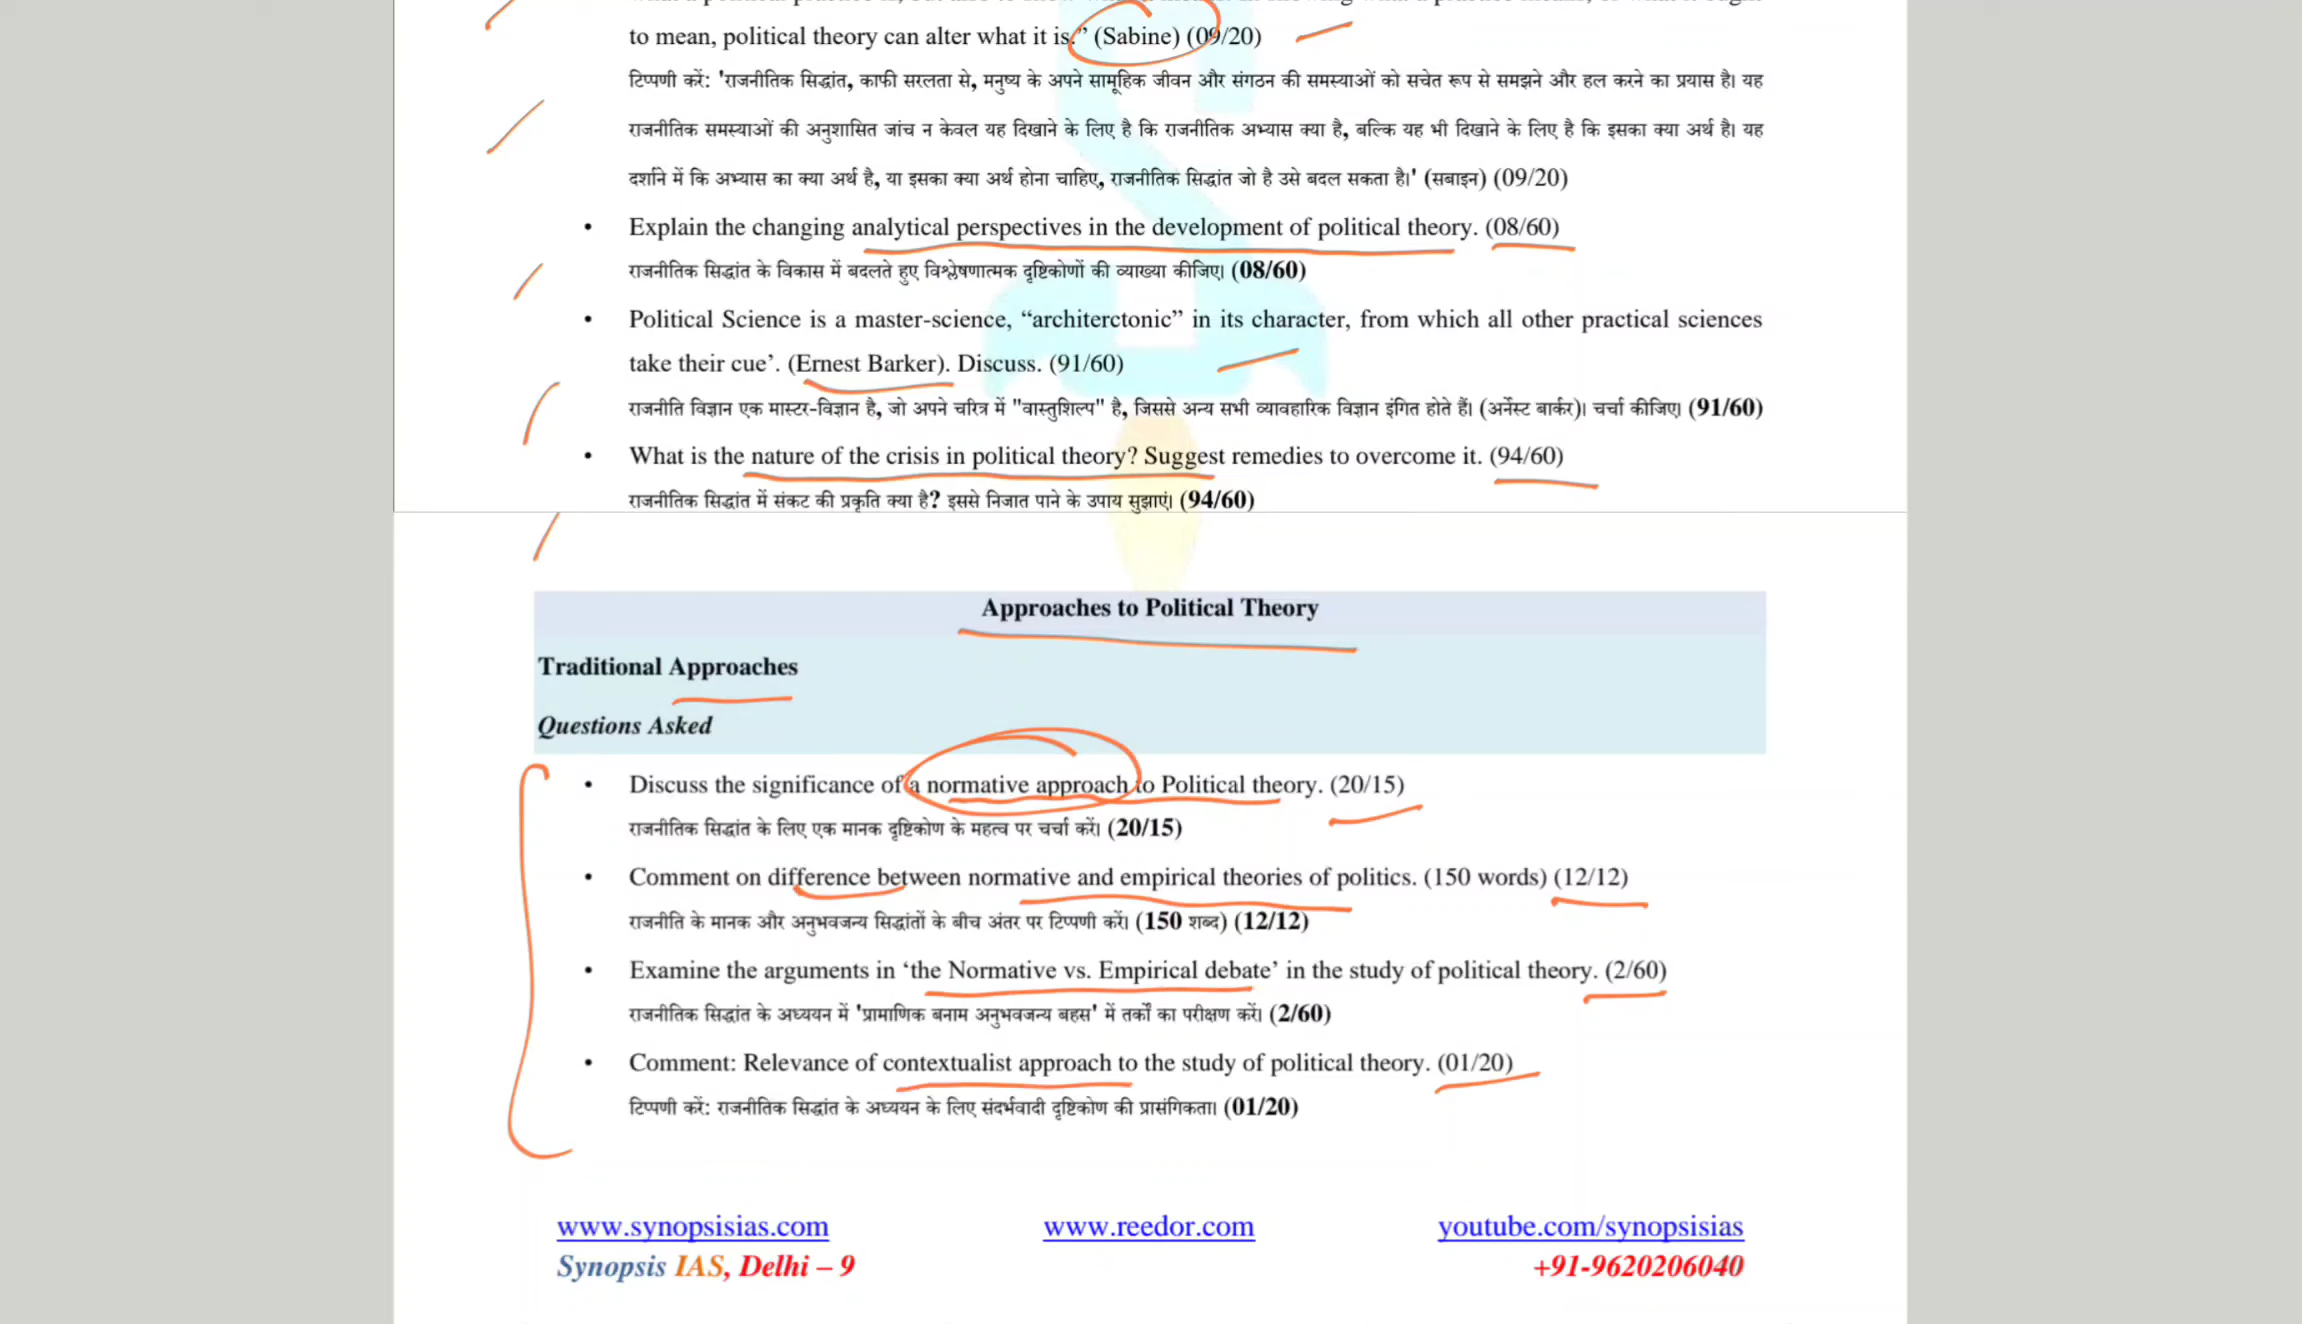 to mean, political theory can alter what it is.” (Sabine) (09/20)
टिप्पणी करें: 'राजनीतिक सिद्धांत, काफी सरलता से, मनुष्य के अपने सामूहिक जीवन और संगठन की समस्याओं को सचेत रूप से समझने और हल करने का प्रयास है। यह
राजनीतिक समस्याओं की अनुशासित जांच न केवल यह दिखाने के लिए है कि राजनीतिक अभ्यास क्या है, बल्कि यह भी दिखाने के लिए है कि इसका क्या अर्थ है। यह
दर्शाने में कि अभ्यास का क्या अर्थ है, या इसका क्या अर्थ होना चाहिए, राजनीतिक सिद्धांत जो है उसे बदल सकता है।' (सबाइन) (09/20)
• Explain the changing analytical perspectives in the development of political theory. (08/60)
राजनीतिक सिद्धांत के विकास में बदलते हुए विश्लेषणात्मक दृष्टिकोणों की व्याख्या कीजिए। (08/60)
• Political Science is a master-science, “architerctonic” in its character, from which all other practical sciences
take their cue’. (Ernest Barker). Discuss. (91/60)
राजनीति विज्ञान एक मास्टर-विज्ञान है, जो अपने चरित्र में "वास्तुशिल्प" है, जिससे अन्य सभी व्यावहारिक विज्ञान इंगित होते हैं। (अर्नेस्ट बार्कर)। चर्चा कीजिए। (91/60)
• What is the nature of the crisis in political theory? Suggest remedies to overcome it. (94/60)
राजनीतिक सिद्धांत में संकट की प्रकृति क्या है? इससे निजात पाने के उपाय सुझाएं। (94/60)
Approaches to Political Theory
Traditional Approaches
Questions Asked
• Discuss the significance of a normative approach to Political theory. (20/15)
राजनीतिक सिद्धांत के लिए एक मानक दृष्टिकोण के महत्व पर चर्चा करें। (20/15)
• Comment on difference between normative and empirical theories of politics. (150 words) (12/12)
राजनीति के मानक और अनुभवजन्य सिद्धांतों के बीच अंतर पर टिप्पणी करें। (150 शब्द) (12/12)
• Examine the arguments in ‘the Normative vs. Empirical debate’ in the study of political theory. (2/60)
राजनीतिक सिद्धांत के अध्ययन में 'प्रामाणिक बनाम अनुभवजन्य बहस' में तर्कों का परीक्षण करें। (2/60)
• Comment: Relevance of contextualist approach to the study of political theory. (01/20)
टिप्पणी करें: राजनीतिक सिद्धांत के अध्ययन के लिए संदर्भवादी दृष्टिकोण की प्रासंगिकता। (01/20)
www.synopsisias.com www.reedor.com youtube.com/synopsisias
Synopsis IAS, Delhi – 9 +91-9620206040